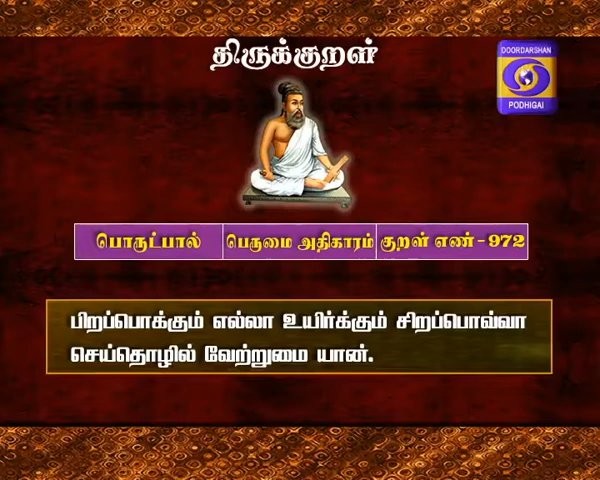 திருக்குறள்
DOORDARSHAN
PODHIGAI
பொருட்பால் பெருமை அதிகாரம் குறள் எண் - 972
பிறப்பொக்கும் எல்லா உயிர்க்கும் சிறப்பொவ்வா
செய்தொழில் வேற்றுமை யான்.